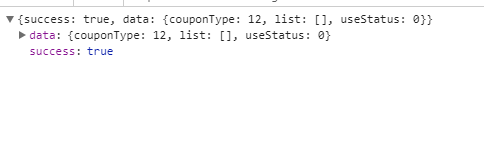 ▼{success: true, data: {couponType: 12, list: [], useStatus: 0}}
▶data: {couponType: 12, list: [], useStatus: 0}
success: true